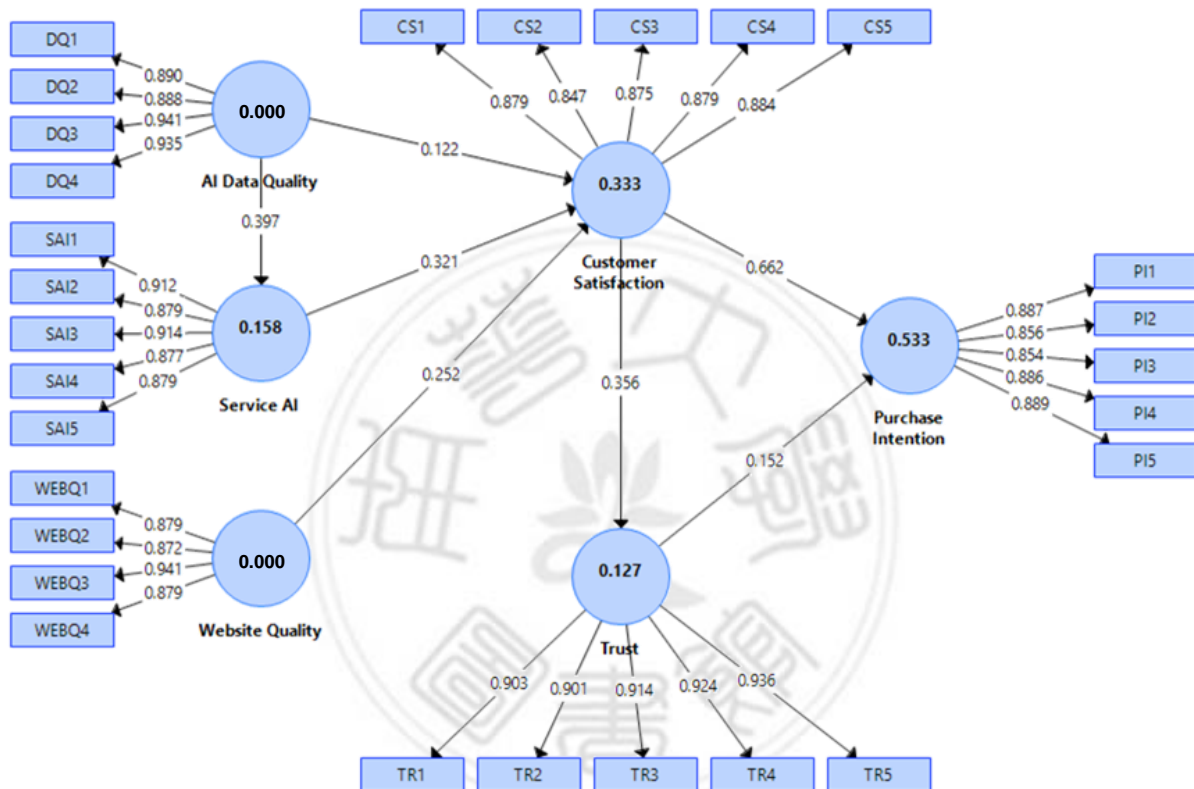 CS1
CS2
CS3
CS4
CS5
DQ1
DQ2
DQ3
DQ4
0.890
0.888
0.941
0.935
0.000
AI Data Quality
0.879
0.847
0.875
0.879
0.884
0.122
0.333
Customer
Satisfaction
0.397
SAI1
SAI2
SAI3
SAI4
SAI5
0.912
0.879
0.914
0.877
0.879
0.158
Service AI
0.321
0.252
0.662
0.356
0.152
0.533
Purchase
Intention
0.887
0.856
0.854
0.886
0.889
PI1
PI2
PI3
PI4
PI5
WEBQ1
WEBQ2
WEBQ3
WEBQ4
0.879
0.872
0.941
0.879
0.000
Website Quality
0.127
Trust
0.903
0.901
0.914
0.924
0.936
TR1
TR2
TR3
TR4
TR5